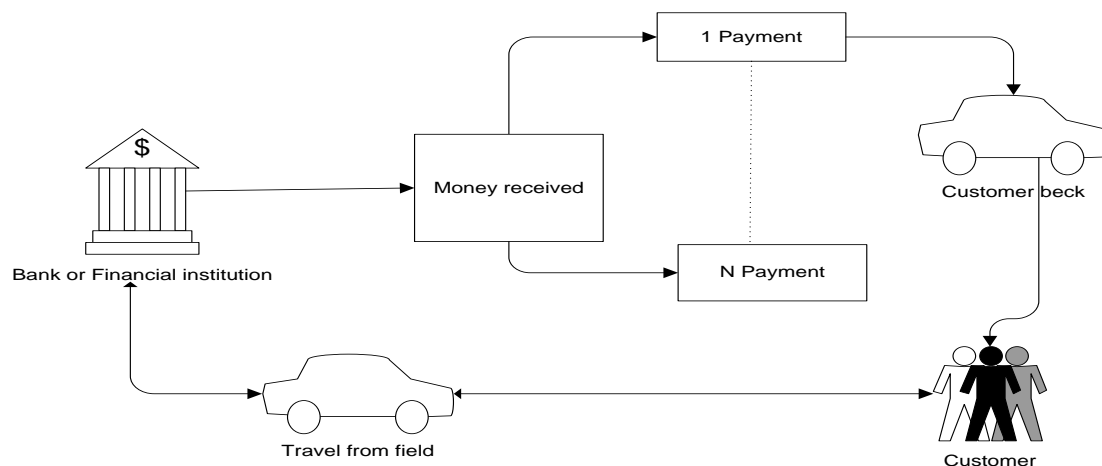 1 Payment
$
Money received
Customer beck
Bank or Financial institution
N Payment
Travel from field
Customer